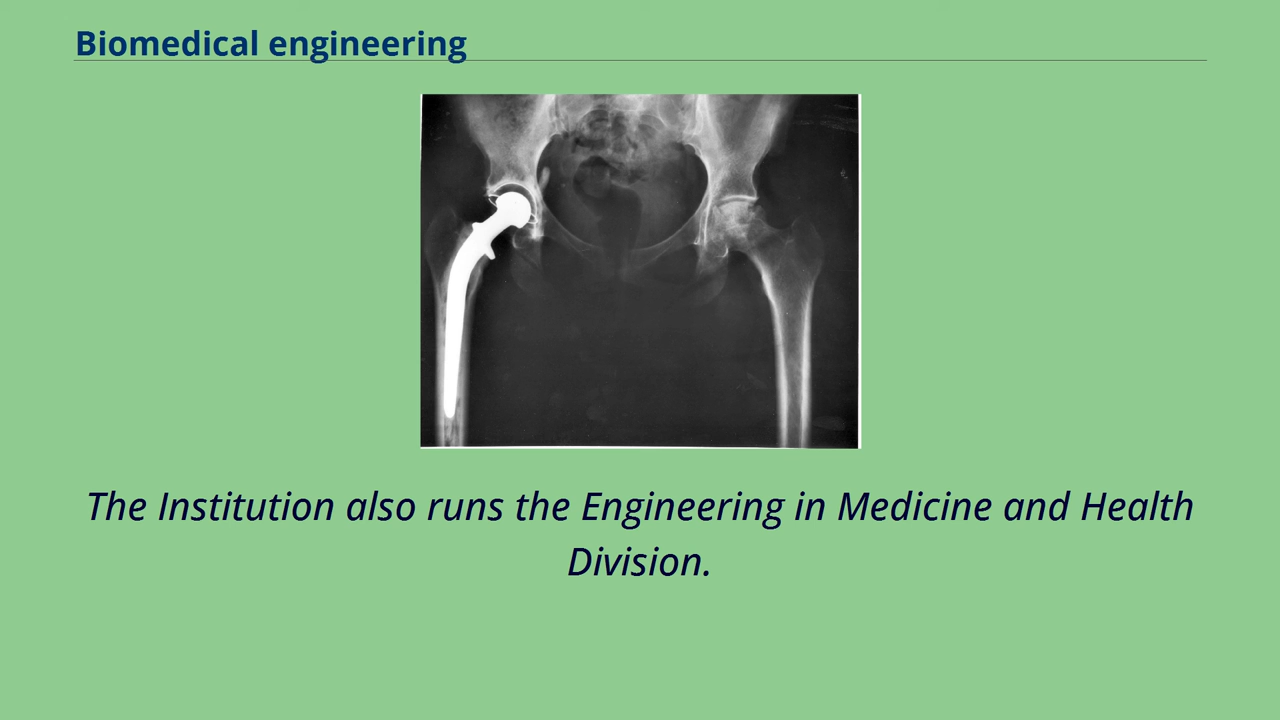 Biomedical engineering
The Institution also runs the Engineering in Medicine and Health
Division.